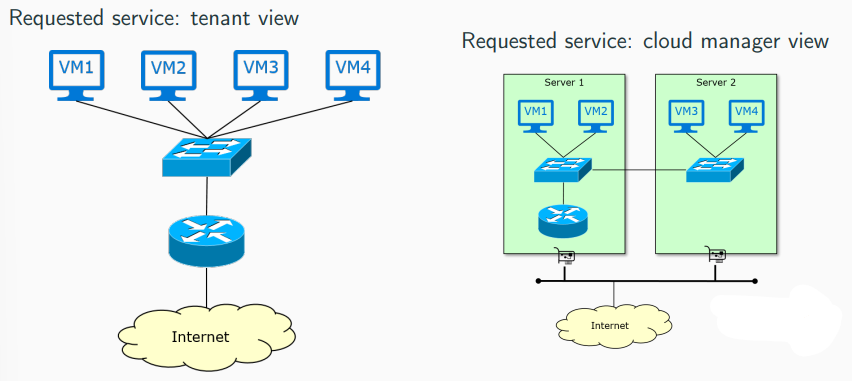 Requested service: tenant view
VM1 VM2 VM3 VM4
Internet
Requested service: cloud manager view
Server 1 Server 2
VM1 VM2 VM3 VM4
Internet